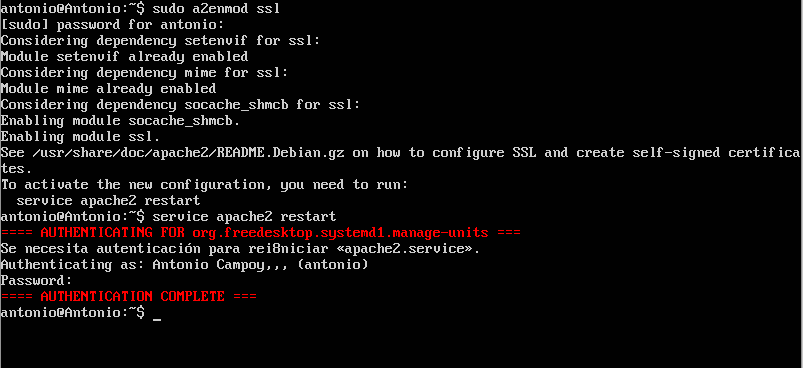 antonio@Antonio:~$ sudo a2enmod ssl
[sudo] password for antonio:
Considering dependency setenvif for ssl:
Module setenvif already enabled
Considering dependency mime for ssl:
Module mime already enabled
Considering dependency socache_shmcb for ssl:
Enabling module socache_shmcb.
Enabling module ssl.
See /usr/share/doc/apache2/README.Debian.gz on how to configure SSL and create self-signed certifica
tes.
To activate the new configuration, you need to run:
  service apache2 restart
antonio@Antonio:~$ service apache2 restart
==== AUTHENTICATING FOR org.freedesktop.systemd1.manage-units ===
Se necesita autenticación para rei8niciar «apache2.service».
Authenticating as: Antonio Campoy,,, (antonio)
Password:
==== AUTHENTICATION COMPLETE ===
antonio@Antonio:~$ _